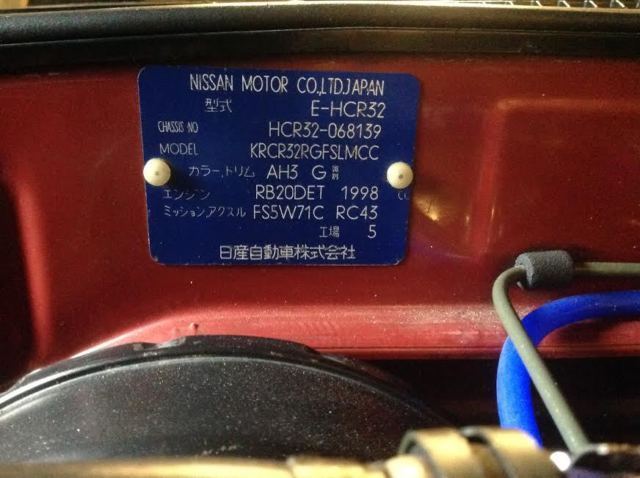 NISSAN MOTOR CO.,LTD.JAPAN
型式 E-HCR32
CHASSIS NO HCR32-068139
MODEL KRCR32RGFSLMCC
カラー,トリム AH3 G
エンジン RB20DET 1998 CC
ミッション,アクスル FS5W71C RC43
工場 5
日産自動車株式会社